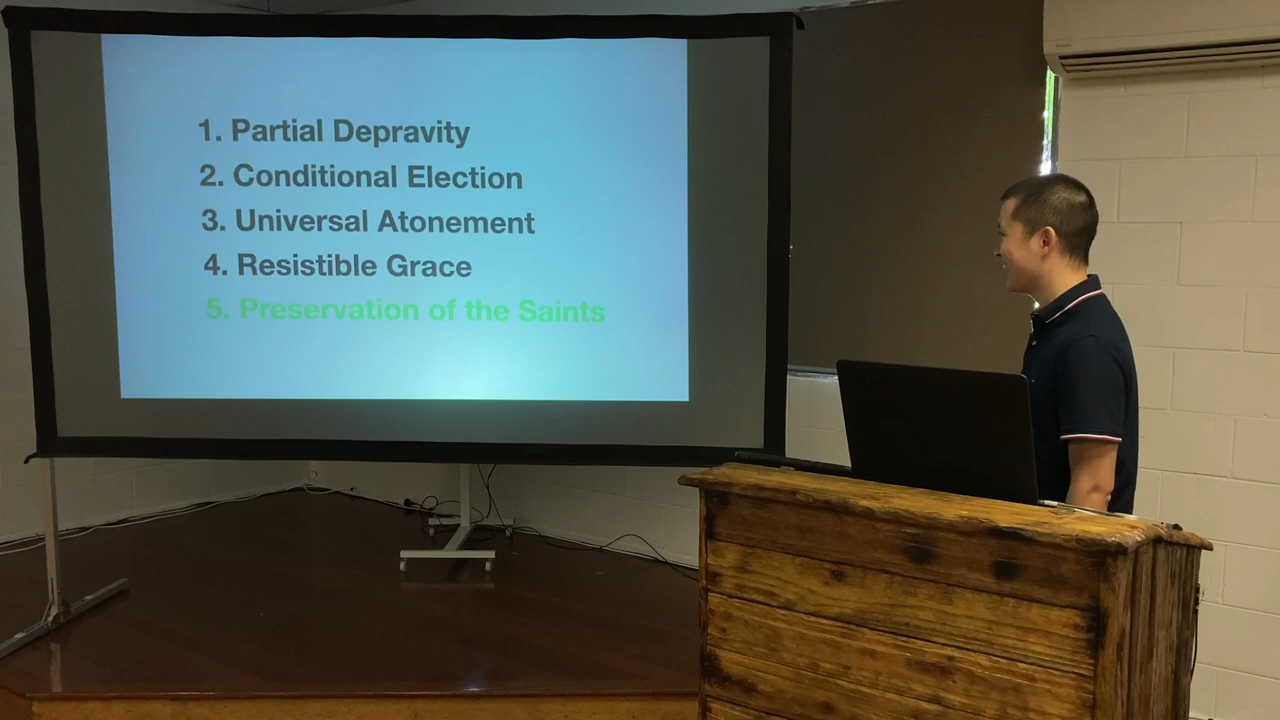 1. Partial Depravity
2. Conditional Election
3. Universal Atonement
4. Resistible Grace
5. Preservation of the Saints